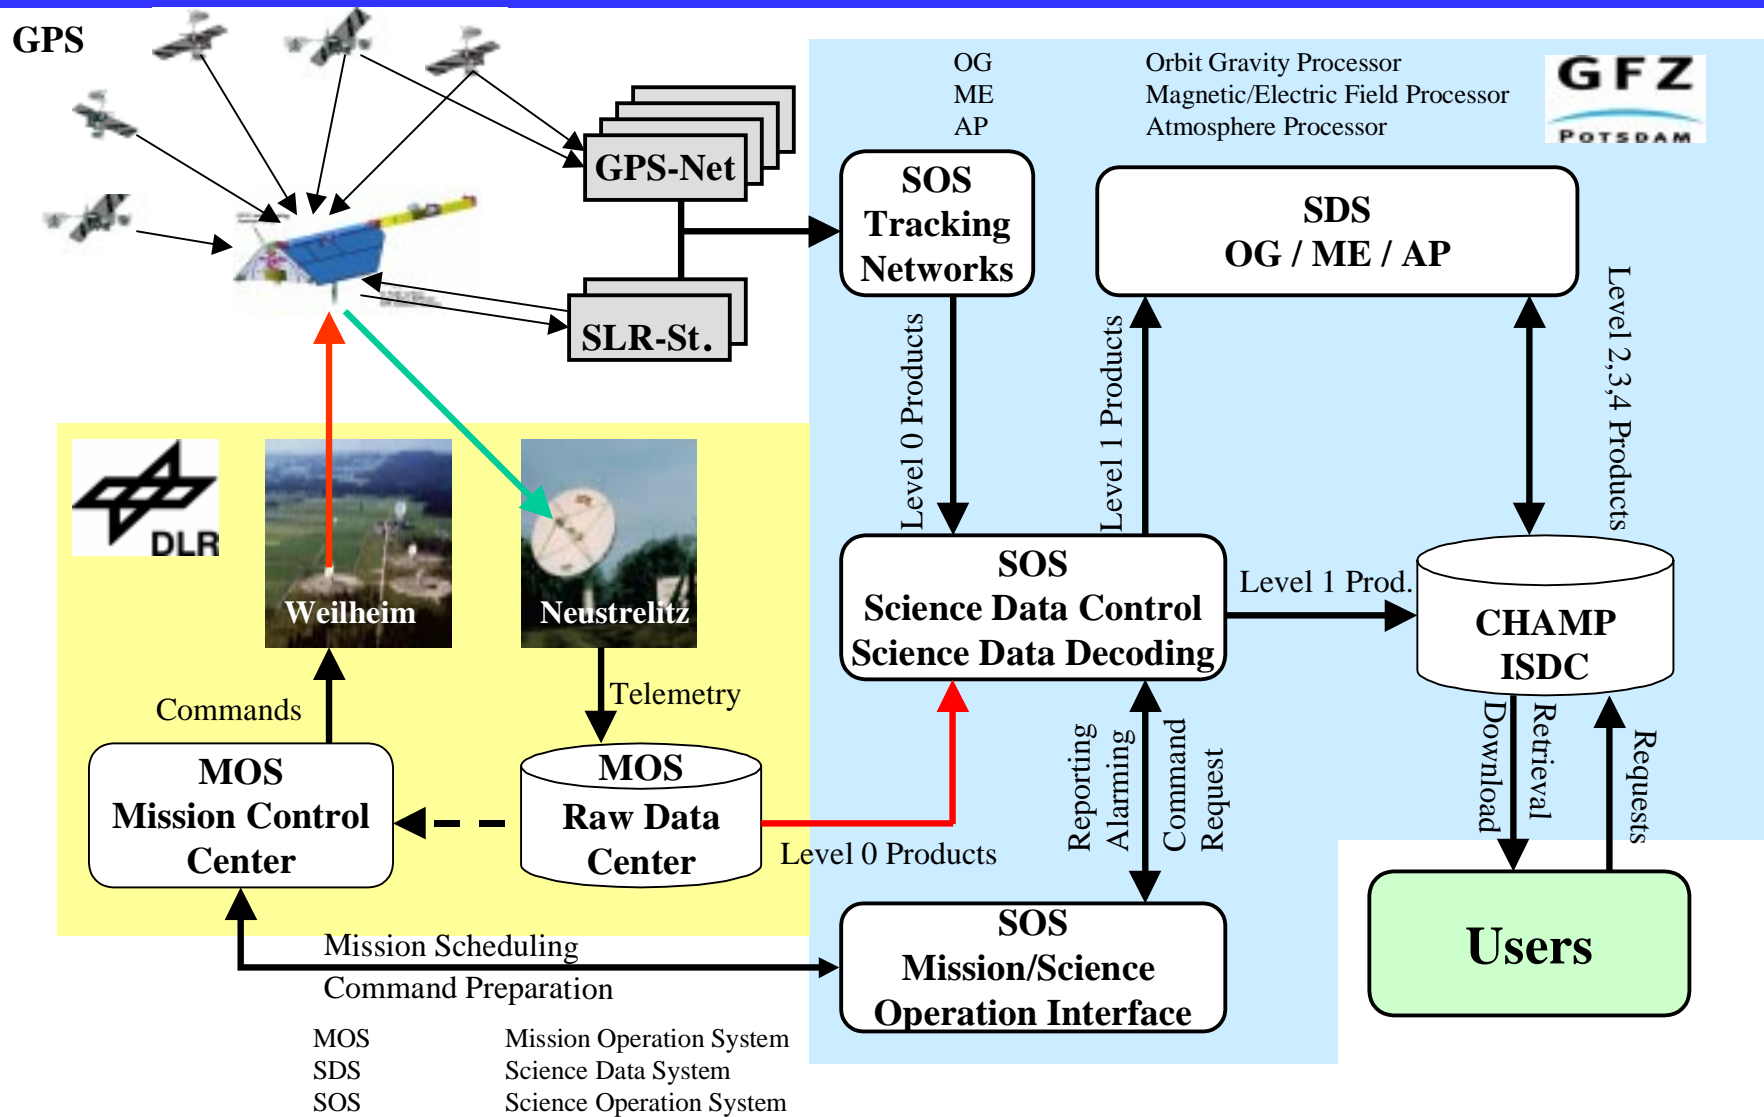 GPS
OG Orbit Gravity Processor
ME Magnetic/Electric Field Processor
AP Atmosphere Processor
GFZ
POTSDAM
GPS-Net
SLR-St.
SOS
Tracking
Networks
SDS
OG / ME / AP
Level 0 Products
Level 1 Products
Level 2,3,4 Products
DLR
Weilheim
Neustrelitz
SOS
Science Data Control
Science Data Decoding
Level 1 Prod.
CHAMP
ISDC
Commands
Telemetry
MOS
Mission Control
Center
MOS
Raw Data
Center
Level 0 Products
Reporting
Alarming
Command
Request
Download
Retrieval
Requests
Users
Mission Scheduling
Command Preparation
SOS
Mission/Science
Operation Interface
MOS Mission Operation System
SDS Science Data System
SOS Science Operation System